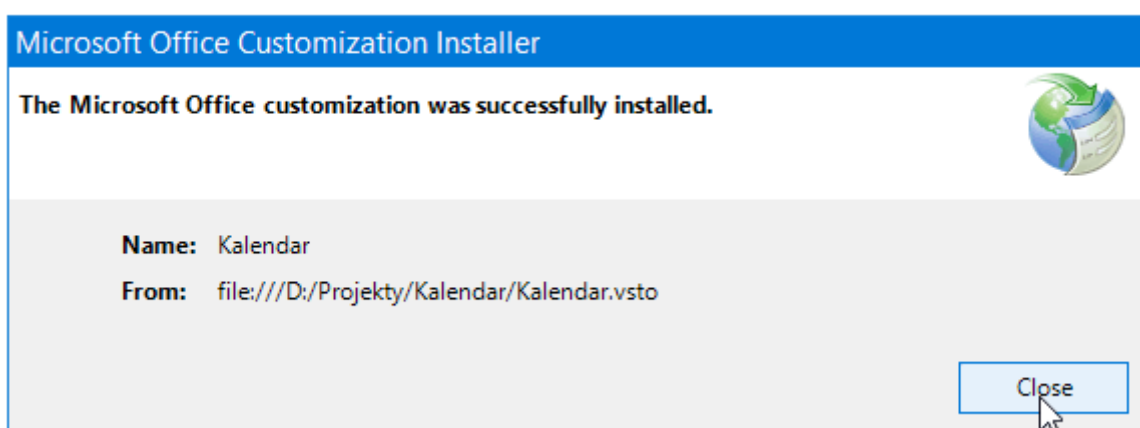 Microsoft Office Customization Installer
The Microsoft Office customization was successfully installed.
Name: Kalendar
From: file:///D:/Projekty/Kalendar/Kalendar.vsto
Close